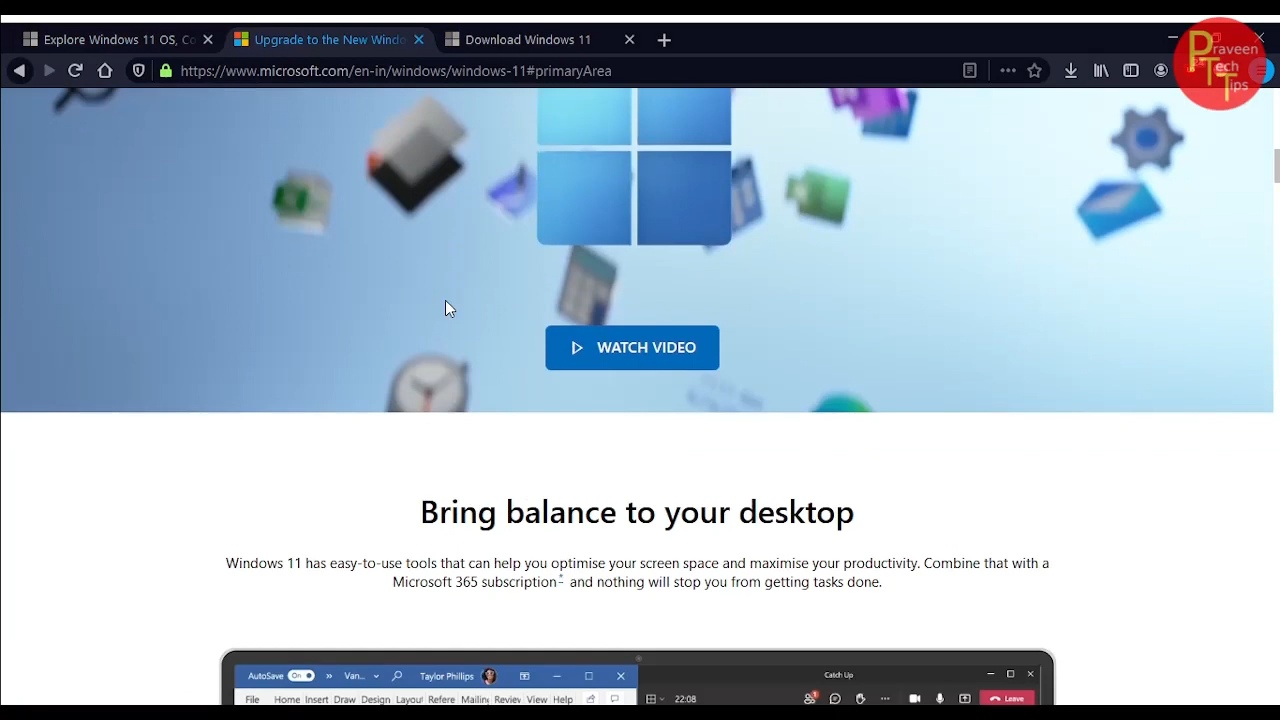 Explore Windows 11 OS, Co
Upgrade to the New Windo
Download Windows 11
Praveen
Tech
Tips
https://www.microsoft.com/en-in/windows/windows-11#primaryArea
WATCH VIDEO
Bring balance to your desktop
Windows 11 has easy-to-use tools that can help you optimise your screen space and maximise your productivity. Combine that with a
Microsoft 365 subscription* and nothing will stop you from getting tasks done.
AutoSave On Van... Taylor Phillips
Catch Up
File Home Insert Draw Design Layou Refere Mailin Review View Help
22:08
Leave